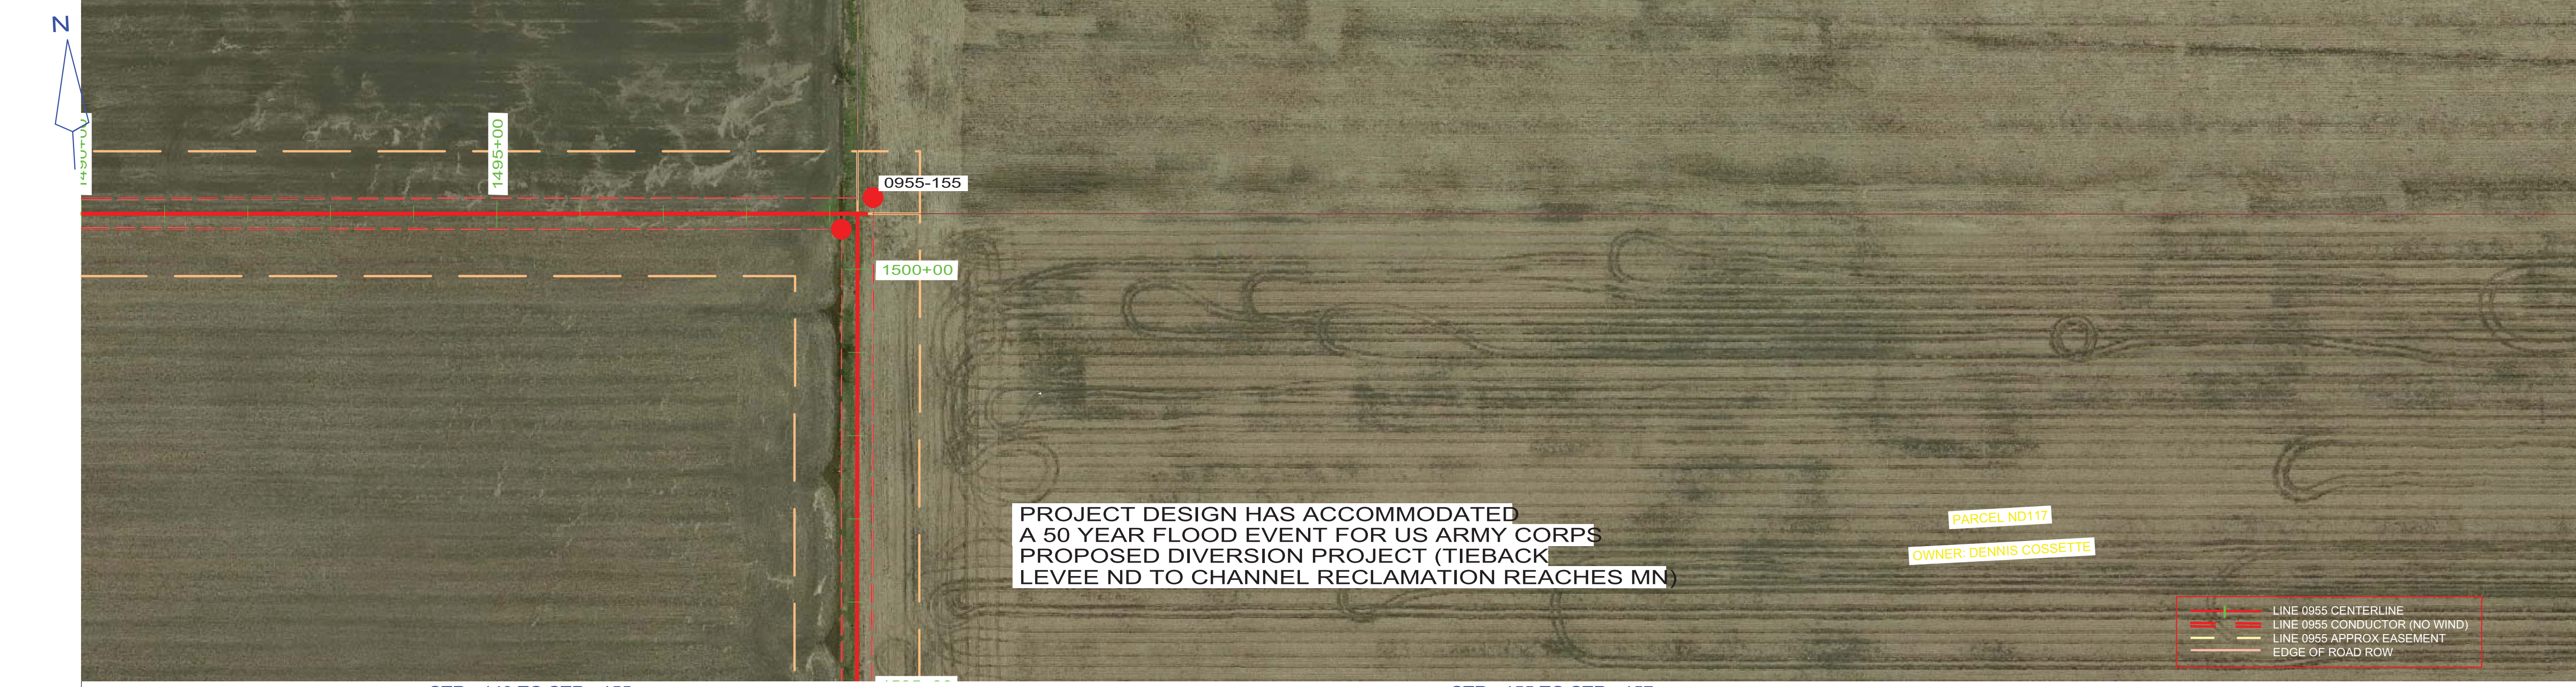 N
1495+00
0955-155
1500+00
PROJECT DESIGN HAS ACCOMMODATED
A 50 YEAR FLOOD EVENT FOR US ARMY CORPS
PROPOSED DIVERSION PROJECT (TIEBACK
LEVEE ND TO CHANNEL RECLAMATION REACHES MN)
PARCEL ND117
OWNER: DENNIS COSSETTE
LINE 0955 CENTERLINE
LINE 0955 CONDUCTOR (NO WIND)
LINE 0955 APPROX EASEMENT
EDGE OF ROAD ROW